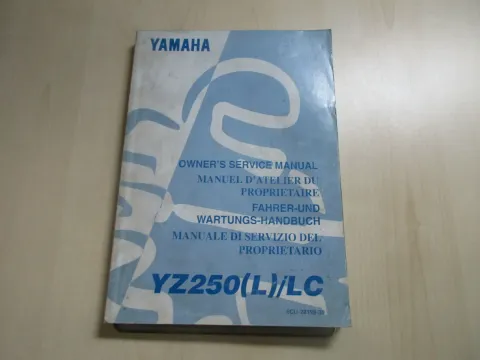 YAMAHA
OWNER'S SERVICE MANUAL
MANUEL D'ATELIER DU
PROPRIETAIRE
FAHRER-UND
WARTUNGS-HANDBUCH
MANUALE DI SERVIZIO DEL
PROPRIETARIO
YZ250(L)/LC